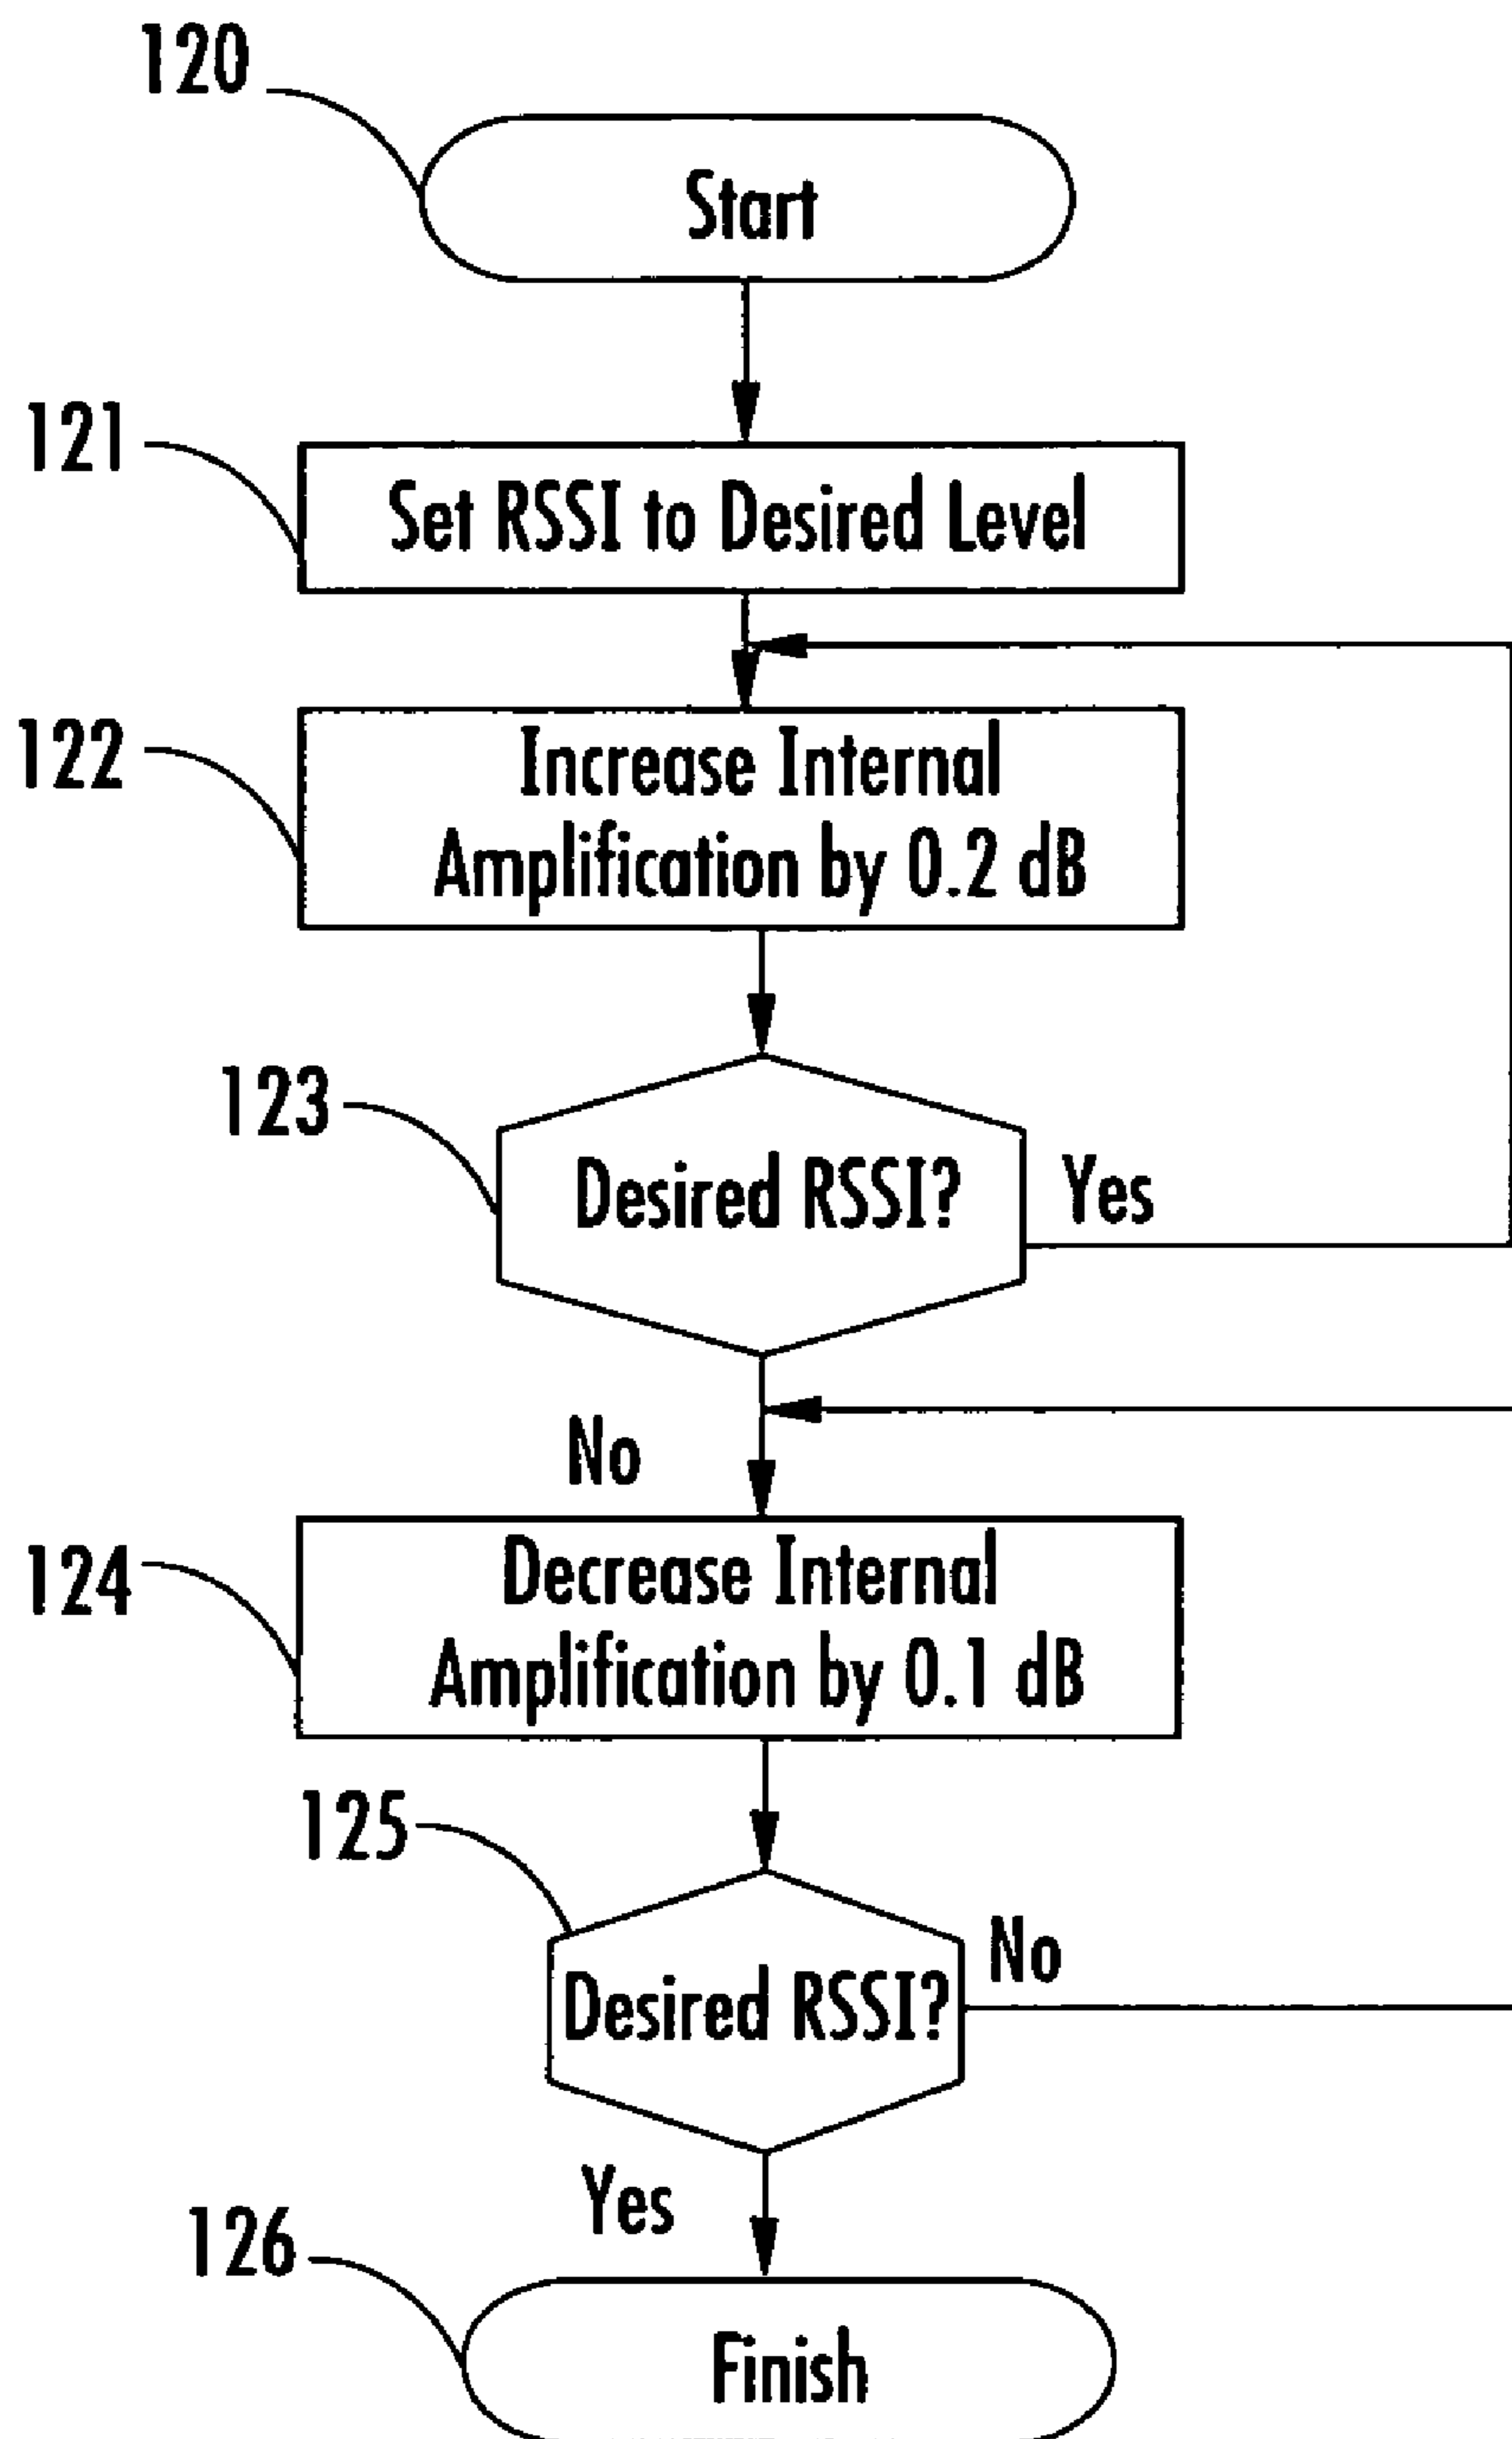 120
Start
121
Set RSSI to Desired Level
122
Increase Internal
Amplification by 0.2 dB
123
Desired RSSI?
Yes
No
124
Decrease Internal
Amplification by 0.1 dB
125
Desired RSSI?
No
Yes
126
Finish